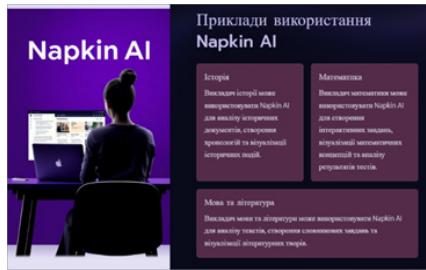 Napkin AI
Приклади використання
Napkin AI
Історія
Викладач історії може
використовувати Napkin AI
для аналізу історичних
документів, створення
хронологій та візуалізації
історичних подій.
Математика
Викладач математики може
використовувати Napkin AI
для створення
інтерактивних завдань,
візуалізації математичних
концепцій та аналізу
результатів тестів.
Мова та література
Викладач мови та літератури може використовувати Napkin AI
для аналізу текстів, створення словникових завдань та
візуалізації літературних творів.